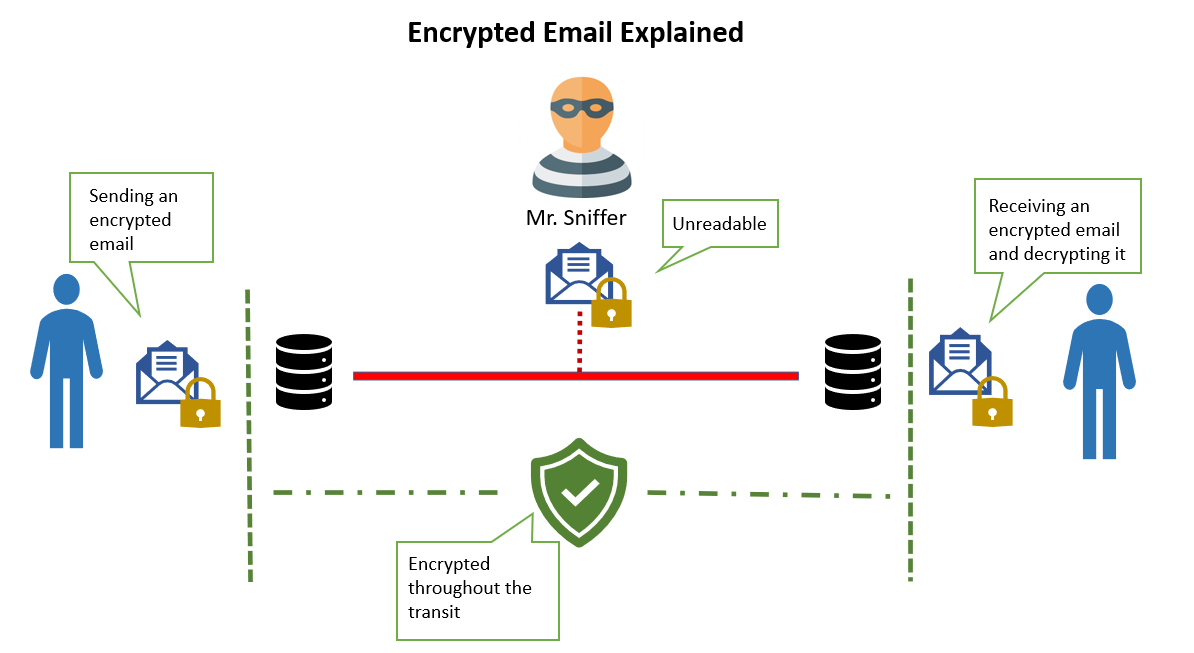 Encrypted Email Explained
Sending an
encrypted
email
Mr. Sniffer
Unreadable
Receiving an
encrypted email
and decrypting it
Encrypted
throughout the
transit